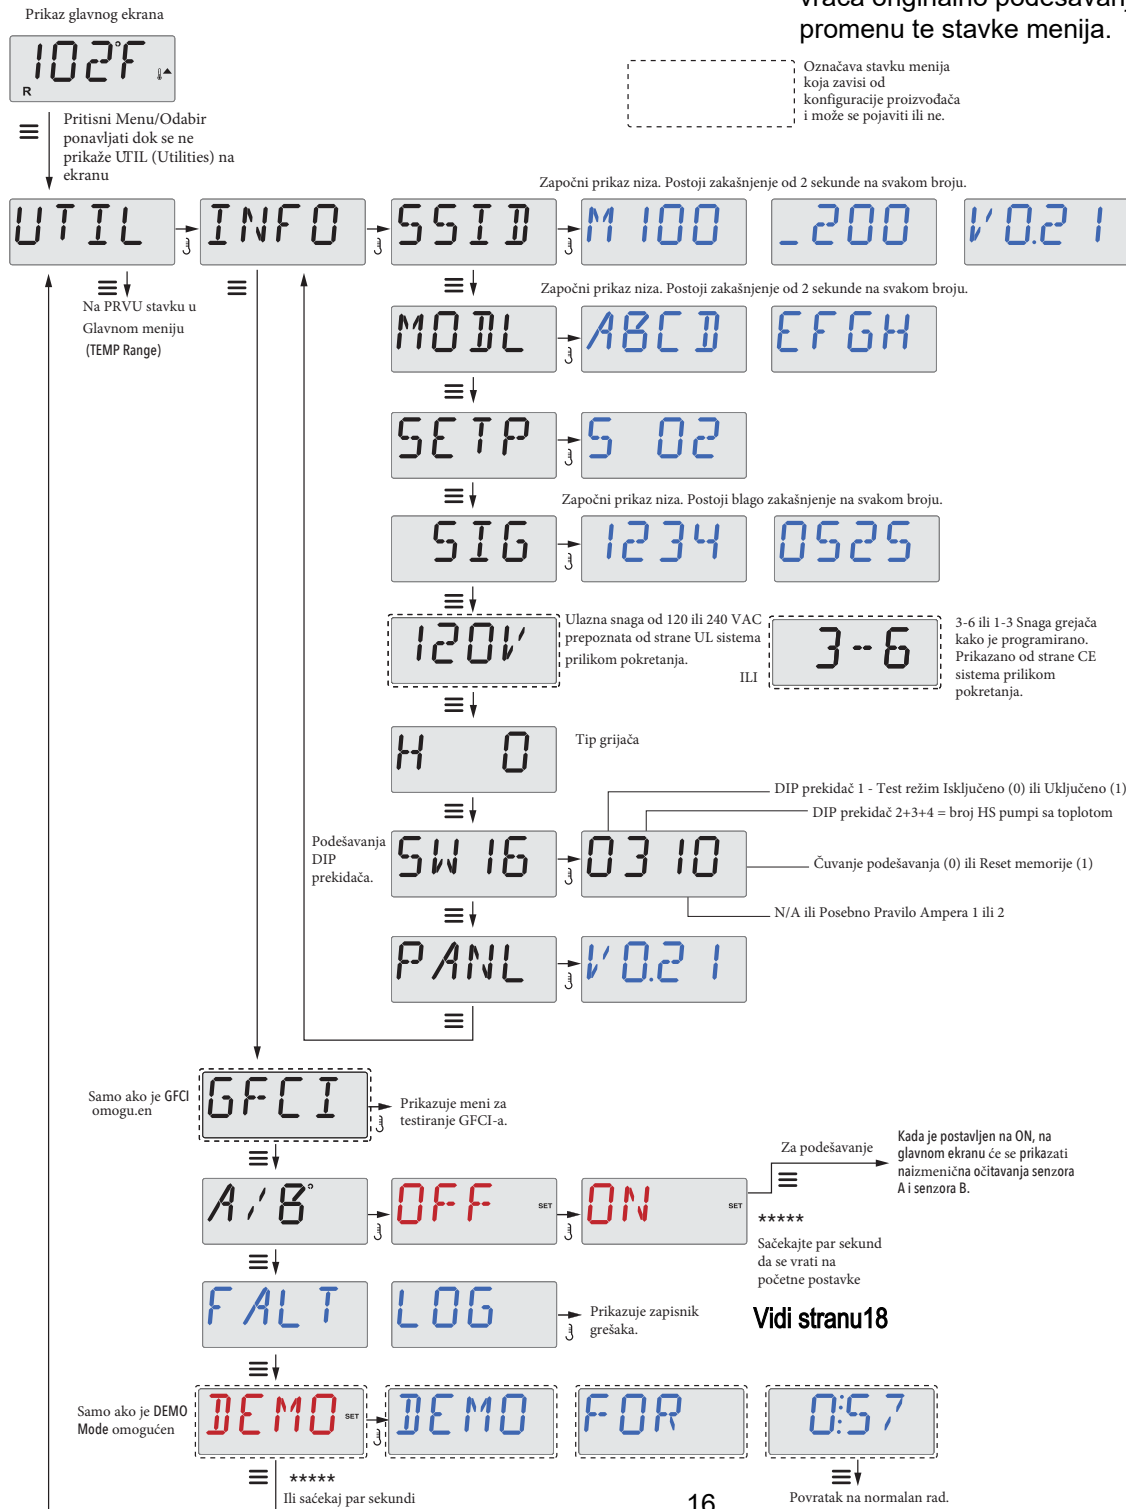 vraća originalno podešavanj
promenu te stavke menija.
Prikaz glavnog ekrana
102°F
R
Označava stavku menija
koja zavisi od
konfiguracije proizvođača
i može se pojaviti ili ne.
Pritisni Menu/Odabir
ponavljati dok se ne
prikaže UTIL (Utilities) na
ekranu
Započni prikaz niza. Postoji zakašnjenje od 2 sekunde na svakom broju.
UTIL INFO SSID M100 _200 V0.21
Na PRVU stavku u
Glavnom meniju
(TEMP Range)
Započni prikaz niza. Postoji zakašnjenje od 2 sekunde na svakom broju.
MODL ABCD EFGH
SETP S 02
Započni prikaz niza. Postoji blago zakašnjenje na svakom broju.
SIG 1234 0525
120V
Ulazna snaga od 120 ili 240 VAC
prepoznata od strane UL sistema
prilikom pokretanja.
ILI
3-6
3-6 ili 1-3 Snaga grejača
kako je programirano.
Prikazano od strane CE
sistema prilikom
pokretanja.
H 0
Tip grijača
DIP prekidač 1 - Test režim Isključeno (0) ili Uključeno (1)
DIP prekidač 2+3+4 = broj HS pumpi sa toplotom
Podešavanja
DIP
prekidača.
SW16 0310
Čuvanje podešavanja (0) ili Reset memorije (1)
N/A ili Posebno Pravilo Ampera 1 ili 2
PANL V0.21
Samo ako je GFCI
omogu.en
GFCI
Prikazuje meni za
testiranje GFCI-a.
Za podešavanje
Kada je postavljen na ON, na
glavnom ekranu će se prikazati
naizmenična očitavanja senzora
A i senzora B.
A/B° OFF SET ON SET
*****
Sačekajte par sekund
da se vrati na
početne postavke
FALT LOG
Prikazuje zapisnik
grešaka.
Vidi stranu18
Samo ako je DEMO
Mode omogućen
DEMO SET DEMO FOR 0:57
*****
Ili saćekaj par sekundi
16
Povratak na normalan rad.